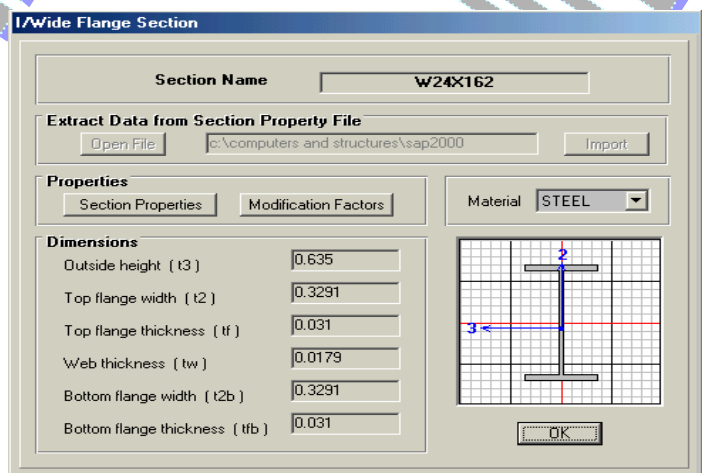 I/Wide Flange Section
Section Name W24X162
Extract Data from Section Property File
Open File c:\computers and structures\sap2000 Import
Properties
Section Properties Modification Factors
Material STEEL
Dimensions
Outside height ( t3 ) 0.635
Top flange width ( t2 ) 0.3291
Top flange thickness ( tf ) 0.031
Web thickness ( tw ) 0.0179
Bottom flange width ( t2b ) 0.3291
Bottom flange thickness ( tfb ) 0.031
2
3
OK